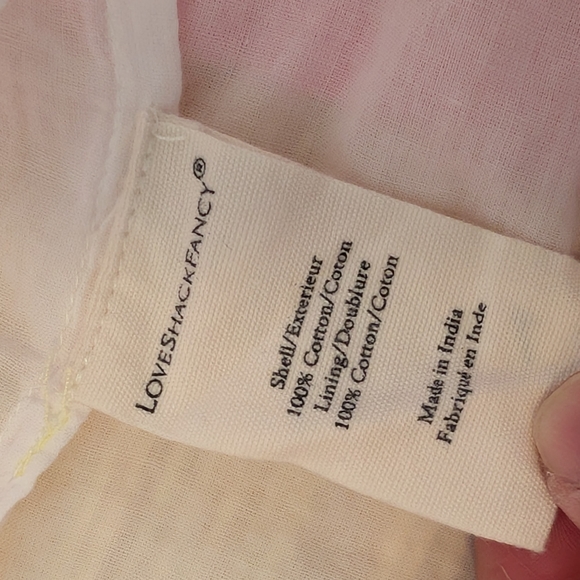 LOVESHACKFANCY®
Shell/Exterieur
100% Cotton/Coton
Lining/Doublure
100% Cotton/Coton
Made in India
Fabriqué en Inde